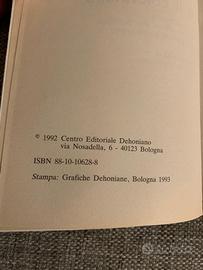 © 1992 Centro Editoriale Dehoniano
via Nosadella, 6 - 40123 Bologna
ISBN 88-10-10628-8
Stampa: Grafiche Dehoniane, Bologna 1993